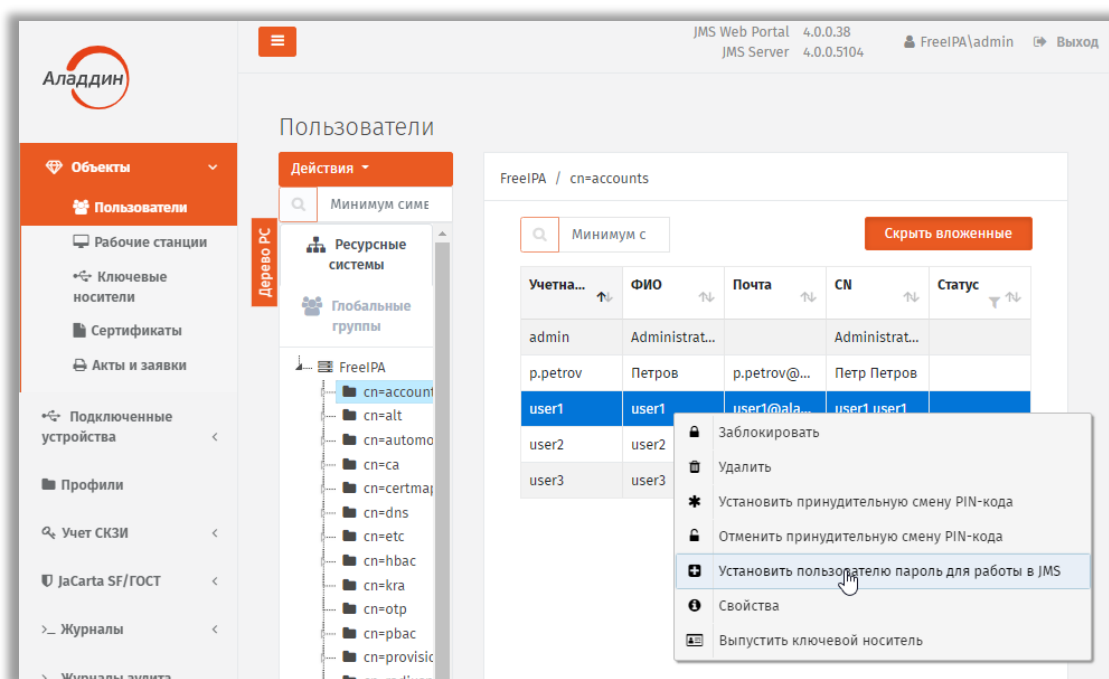 Аладдин
JMS Web Portal 4.0.0.38
JMS Server 4.0.0.5104
FreeIPA\admin
Выход
Объекты
Пользователи
Рабочие станции
Ключевые
носители
Сертификаты
Акты и заявки
Подключенные
устройства
Профили
Учет СКЗИ
JaCarta SF/ГОСТ
>_ Журналы
>_ Журналы аудита
Пользователи
Действия
Минимум симв
Дерево РС
Ресурсные
системы
Глобальные
группы
FreeIPA
cn=account
cn=alt
cn=automo
cn=ca
cn=certmap
cn=dns
cn=etc
cn=hbac
cn=kra
cn=otp
cn=pbac
cn=provisic
FreeIPA / cn=accounts
Минимум с
Скрыть вложенные
Учетна... ФИО Почта CN Статус
admin Administrat... Administrat...
p.petrov Петров p.petrov@... Петр Петров
user1 user1 user1@ala... user1 user1
user2 user2
user3 user3
Заблокировать
Удалить
Установить принудительную смену PIN-кода
Отменить принудительную смену PIN-кода
Установить пользователю пароль для работы в JMS
Свойства
Выпустить ключевой носитель